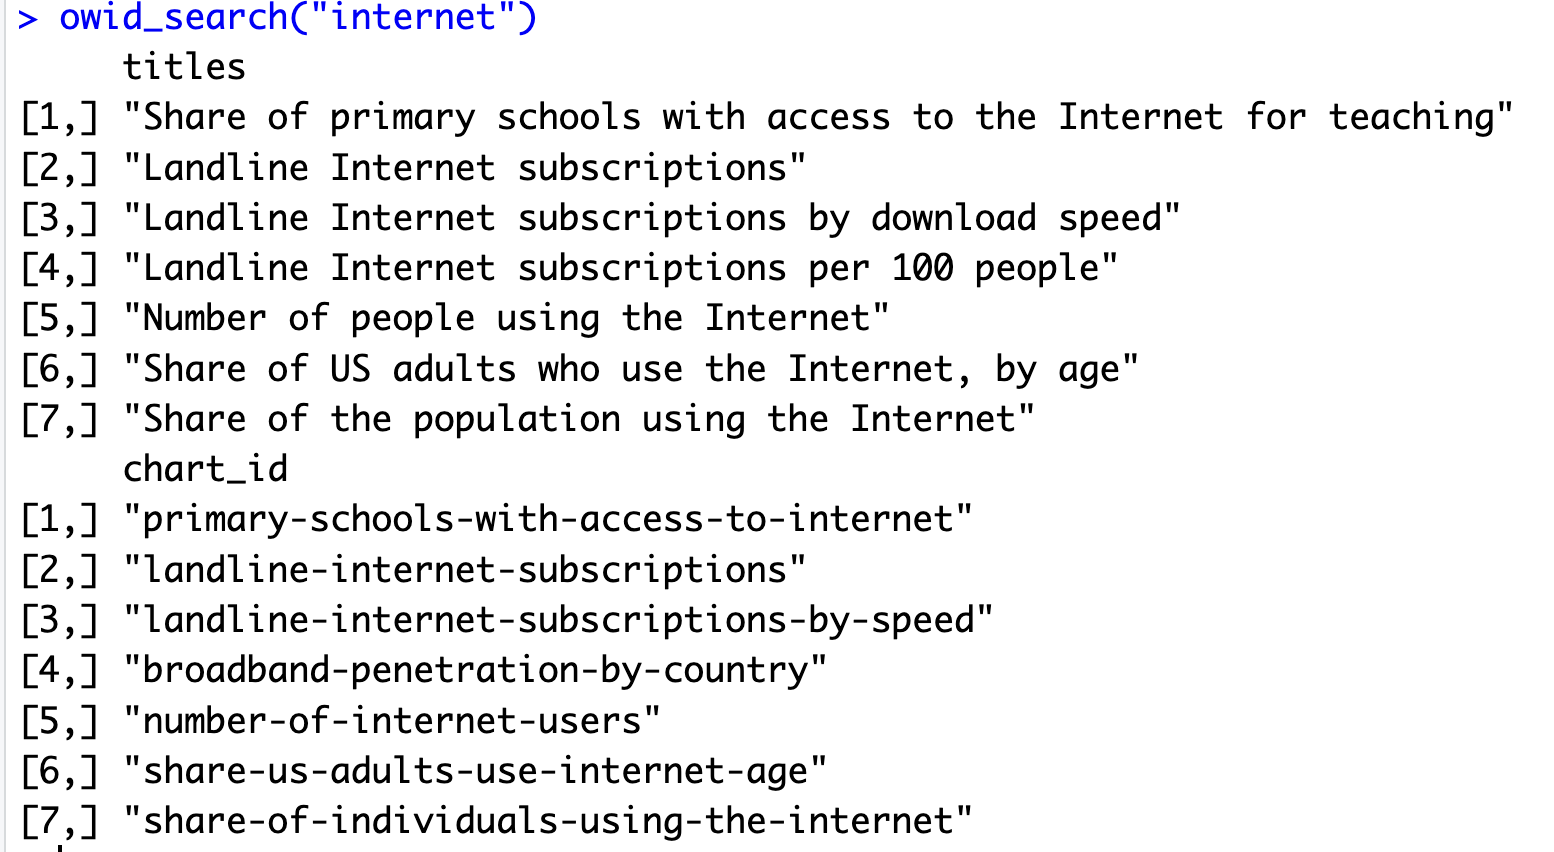 > owid_search("internet")
titles
[1,] "Share of primary schools with access to the Internet for teaching"
[2,] "Landline Internet subscriptions"
[3,] "Landline Internet subscriptions by download speed"
[4,] "Landline Internet subscriptions per 100 people"
[5,] "Number of people using the Internet"
[6,] "Share of US adults who use the Internet, by age"
[7,] "Share of the population using the Internet"
chart_id
[1,] "primary-schools-with-access-to-internet"
[2,] "landline-internet-subscriptions"
[3,] "landline-internet-subscriptions-by-speed"
[4,] "broadband-penetration-by-country"
[5,] "number-of-internet-users"
[6,] "share-us-adults-use-internet-age"
[7,] "share-of-individuals-using-the-internet"